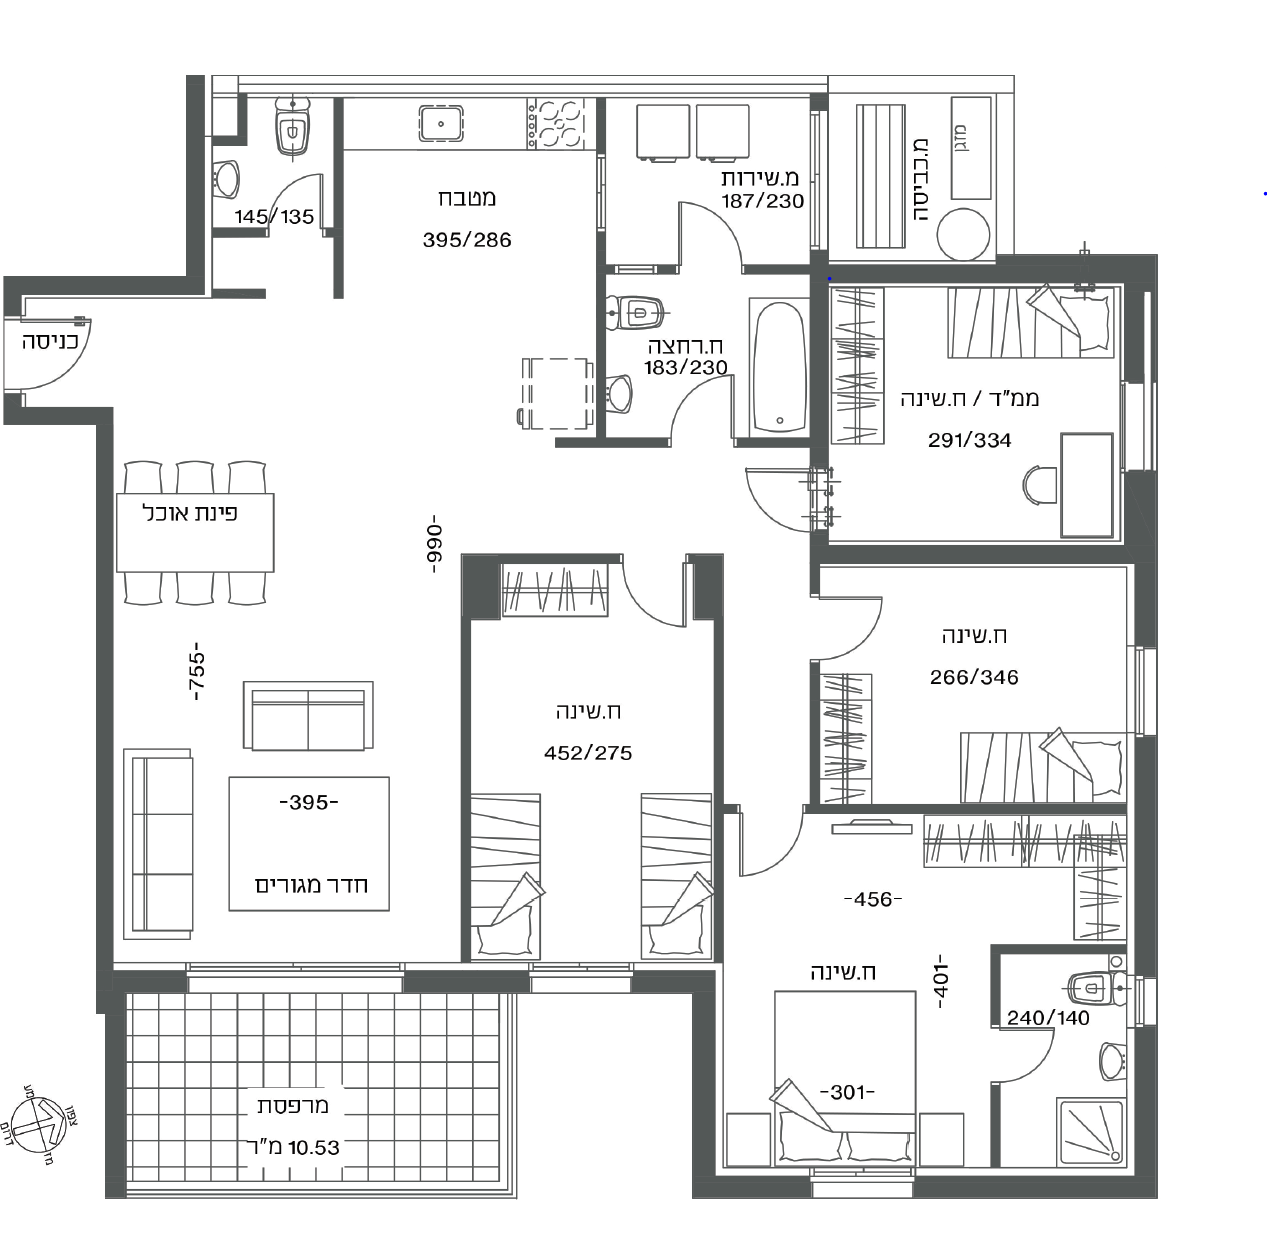 מזגן
מ.כביסה
מ.שירות
187/230
מטבח
395/286
145/135
כניסה
ח.רחצה
183/230
ממ"ד / ח.שינה
291/334
פינת אוכל
-990-
-755-
ח.שינה
266/346
ח.שינה
452/275
-395-
חדר מגורים
-456-
ח.שינה
-401-
240/140
-301-
מרפסת
10.53 מ"ר
מע
צפון
דרום
מז